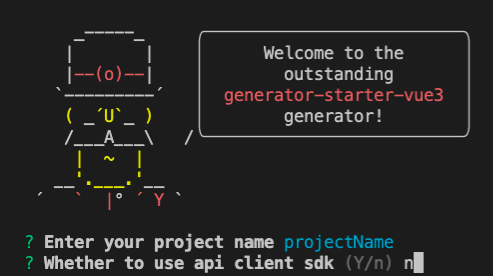 Welcome to the
outstanding
generator-starter-vue3
generator!
? Enter your project name projectName
? Whether to use api client sdk (Y/n) n